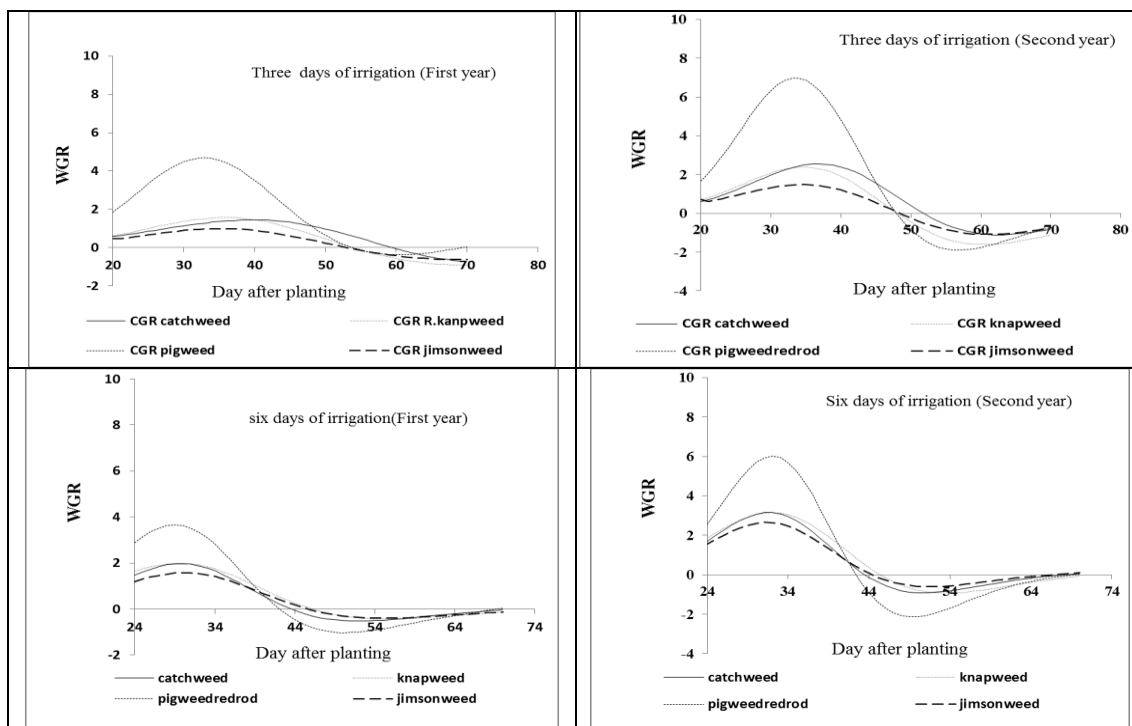 Three days of irrigation (First year)
10
8
6
4
2
0
-2
WGR
20 30 40 50 60 70 80
Day after planting
CGR catchweed CGR R.kanpweed
CGR pigweed CGR jimsonweed
Three days of irrigation (Second year)
10
8
6
4
2
0
-2
-4
WGR
20 30 40 50 60 70 80
Day after planting
CGR catchweed CGR knapweed
CGR pigweedredrod CGR jimsonweed
six days of irrigation(First year)
10
8
6
4
2
0
-2
WGR
24 34 44 54 64 74
Day after planting
catchweed knapweed
pigweedredrod jimsonweed
Six days of irrigation (Second year)
10
8
6
4
2
0
-2
-4
WGR
24 34 44 54 64 74
Day after planting
catchweed knapweed
pigweedredrod jimsonweed